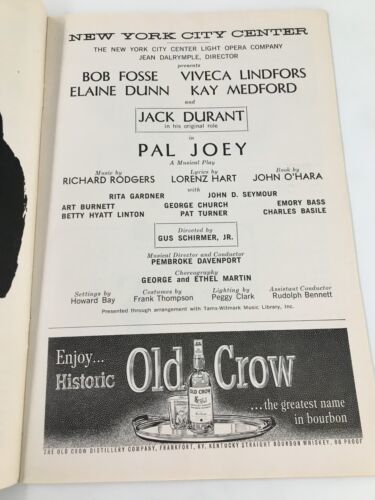 NEW YORK CITY CENTER
THE NEW YORK CITY CENTER LIGHT OPERA COMPANY
JEAN DALRYMPLE, DIRECTOR
presents
BOB FOSSE VIVECA LINDFORS
ELAINE DUNN KAY MEDFORD
and
JACK DURANT
in his original role
in
PAL JOEY
A Musical Play
Music by Lyrics by Book by
RICHARD RODGERS LORENZ HART JOHN O'HARA
with
RITA GARDNER JOHN D. SEYMOUR
ART BURNETT GEORGE CHURCH EMORY BASS
BETTY HYATT LINTON PAT TURNER CHARLES BASILE
Directed by
GUS SCHIRMER, JR.
Musical Director and Conductor
PEMBROKE DAVENPORT
Choreography
GEORGE and ETHEL MARTIN
Settings by Costumes by Lighting by Assistant Conductor
Howard Bay Frank Thompson Peggy Clark Rudolph Bennett
Presented through arrangement with Tams-Witmark Music Library, Inc.
Enjoy...
Historic
Old Crow
OLD CROW
...the greatest name
in bourbon
THE OLD CROW DISTILLERY COMPANY, FRANKFORT, KY. KENTUCKY STRAIGHT BOURBON WHISKEY, 86 PROOF